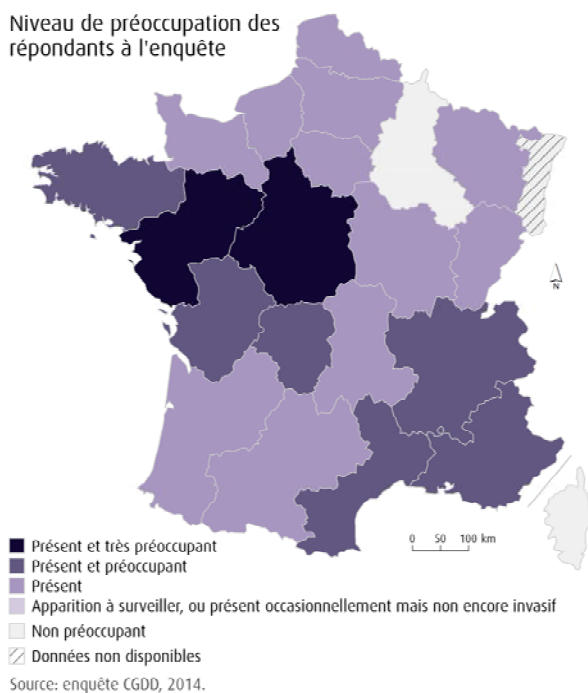 Niveau de préoccupation des
répondants à l'enquête
N
0 50 100 km
Présent et très préoccupant
Présent et préoccupant
Présent
Apparition à surveiller, ou présent occasionnellement mais non encore invasif
Non préoccupant
Données non disponibles
Source: enquête CGDD, 2014.